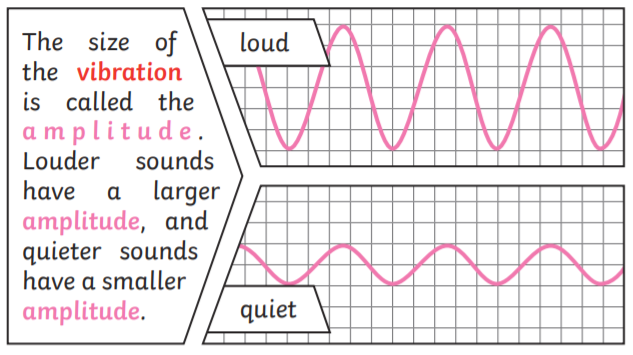 The size of
the vibration
is called the
amplitude.
Louder sounds
have a larger
amplitude, and
quieter sounds
have a smaller
amplitude.
loud
quiet